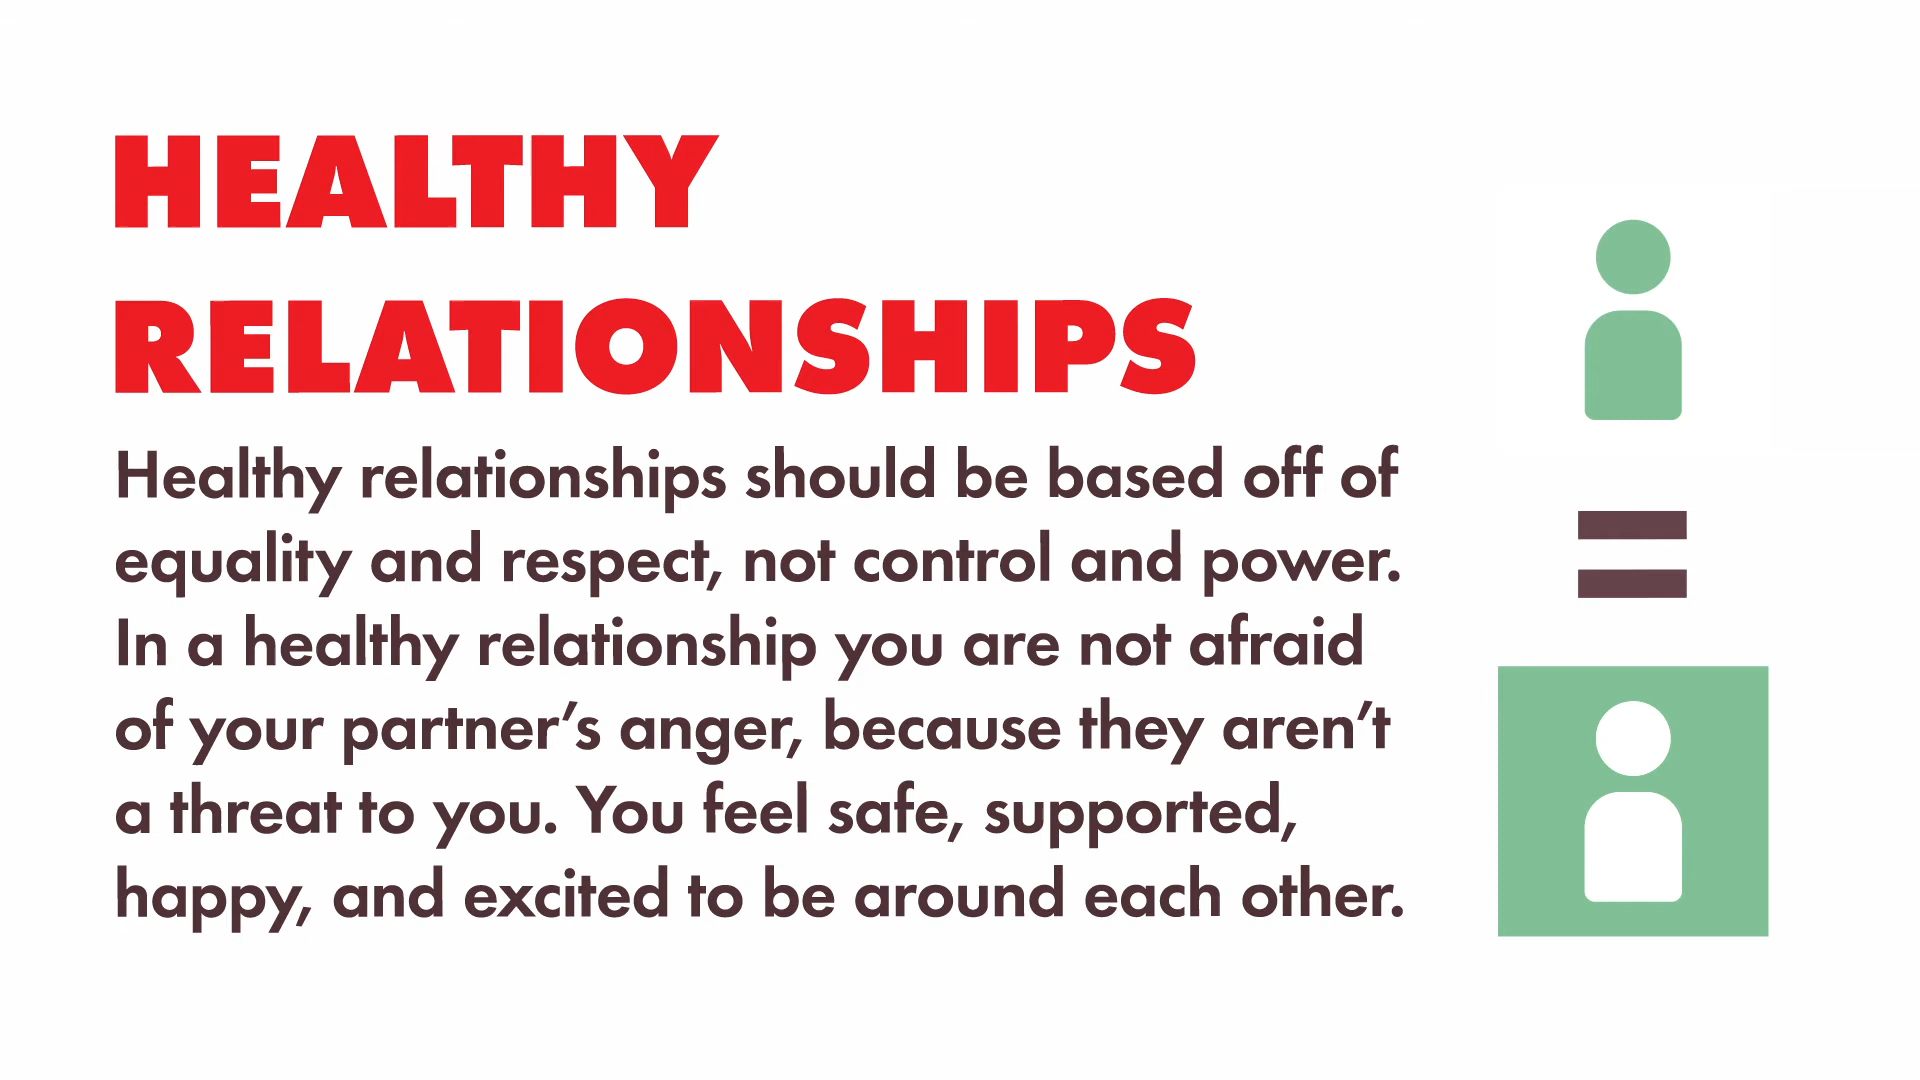 HEALTHY
RELATIONSHIPS
Healthy relationships should be based off of
equality and respect, not control and power.
In a healthy relationship you are not afraid
of your partner’s anger, because they aren’t
a threat to you. You feel safe, supported,
happy, and excited to be around each other.